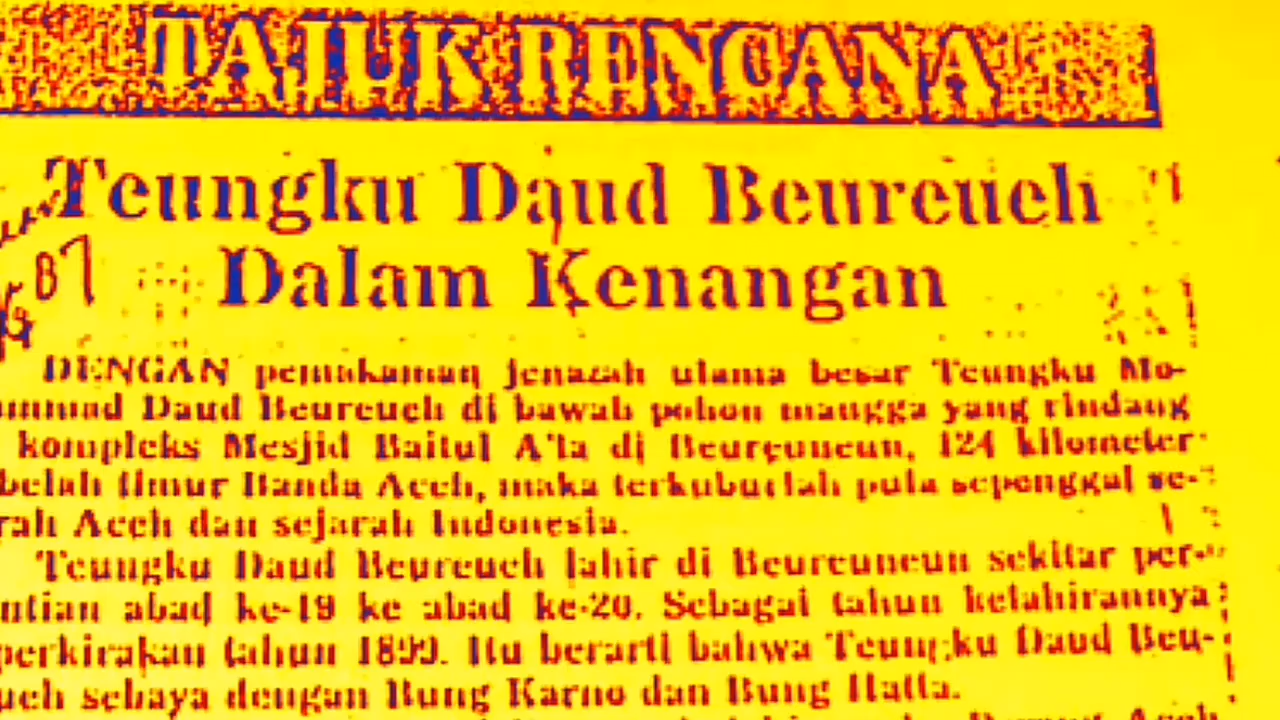 TAJUK RENCANA
Teungku Daud Beureueh
87
Dalam Kenangan
DENGAN pemakaman jenazah ulama besar Teungku Mo-
Daud Beureueh di bawah pohon mangga yang rindang
kompleks Mesjid Baitul A'la di Beureuneun, 124 kilometer
belah timur Banda Aceh, maka terkuburlah pula sepenggal se-
rah Aceh dan sejarah Indonesia.
Teungku Daud Beureueh lahir di Beureuneun sekitar per-
ntian abad ke-19 ke abad ke-20. Sebagai tahun kelahirannya
perkirakan tahun 1899. Itu berarti bahwa Teungku Daud Beu-
ueh sebaya dengan Bung Karno dan Bung Hatta.